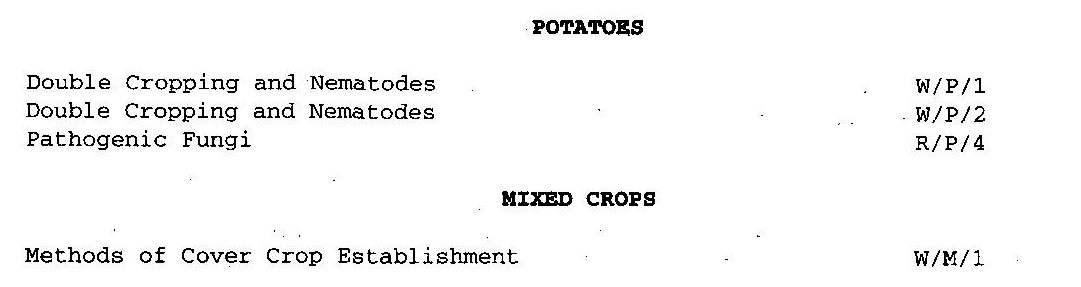 POTATOES
Double Cropping and Nematodes W/P/1
Double Cropping and Nematodes W/P/2
Pathogenic Fungi R/P/4
MIXED CROPS
Methods of Cover Crop Establishment W/M/1